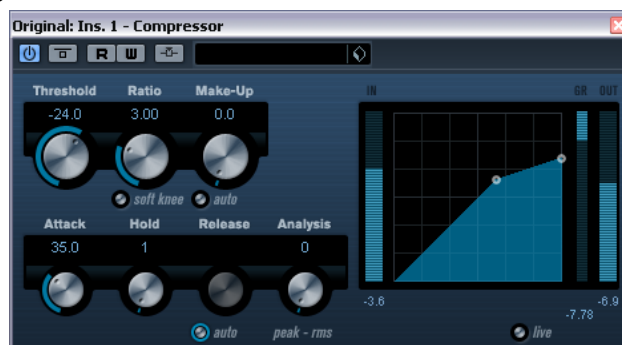 Original: Ins. 1 - Compressor
R W
Threshold Ratio Make-Up
-24.0 3.00 0.0
soft knee auto
Attack Hold Release Analysis
35.0 1 0
auto peak - rms
IN GR OUT
-3.6 -7.78 -6.9
live